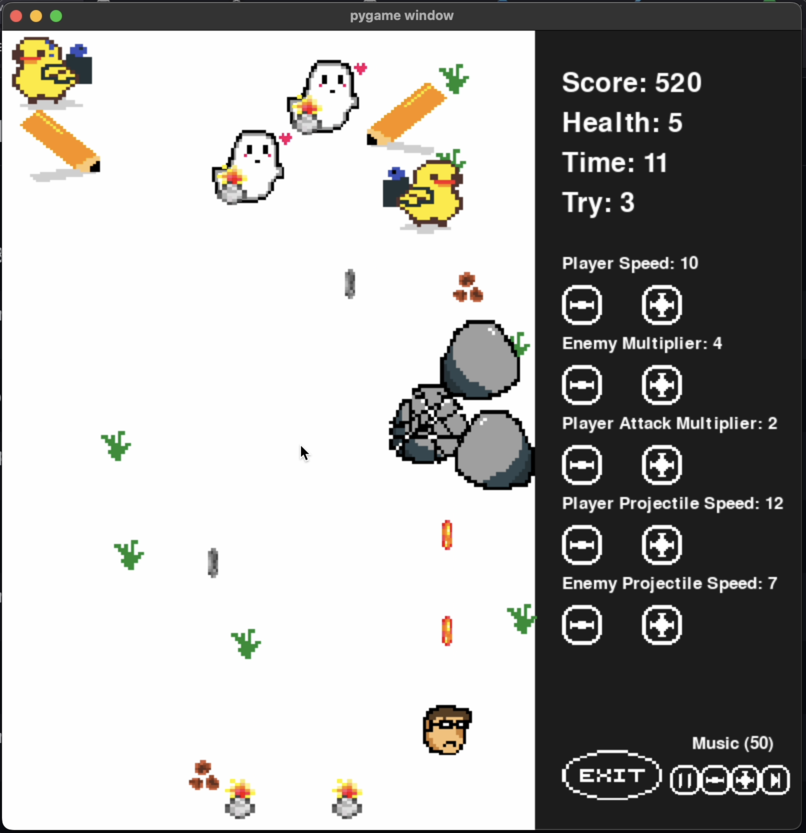 pygame window
Score: 520
Health: 5
Time: 11
Try: 3
Player Speed: 10
Enemy Multiplier: 4
Player Attack Multiplier: 2
Player Projectile Speed: 12
Enemy Projectile Speed: 7
Music (50)
EXIT